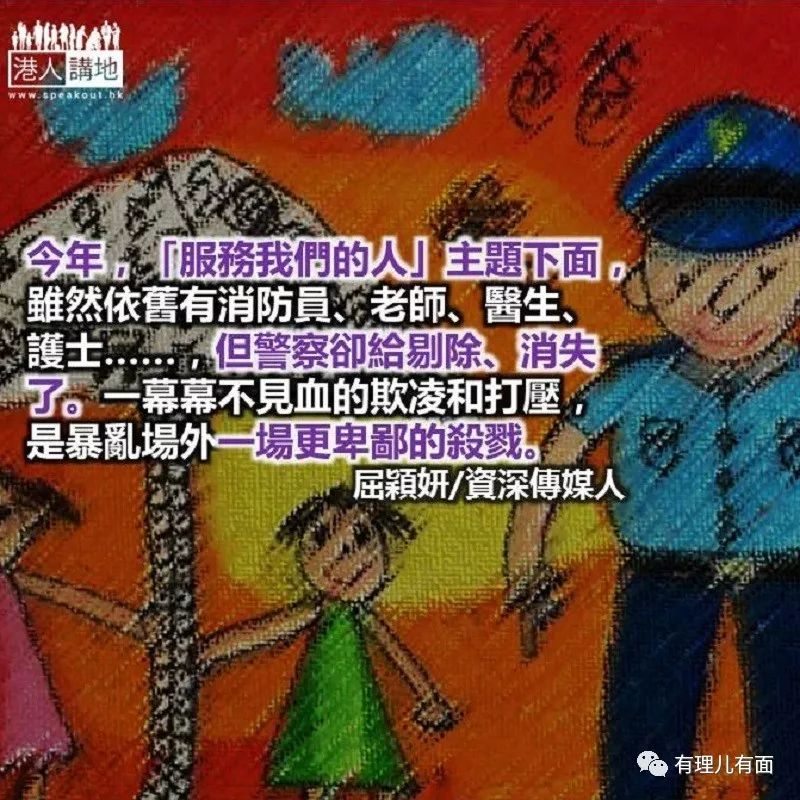 港人講地
www.speakout.hk
今年，「服務我們的人」主題下面，
雖然依舊有消防員、老師、醫生、
護士……，但警察卻給剔除、消失
了。一幕幕不見血的欺凌和打壓，
是暴亂場外一場更卑鄙的殺戮。
屈穎妍/資深傳媒人
有理儿有面